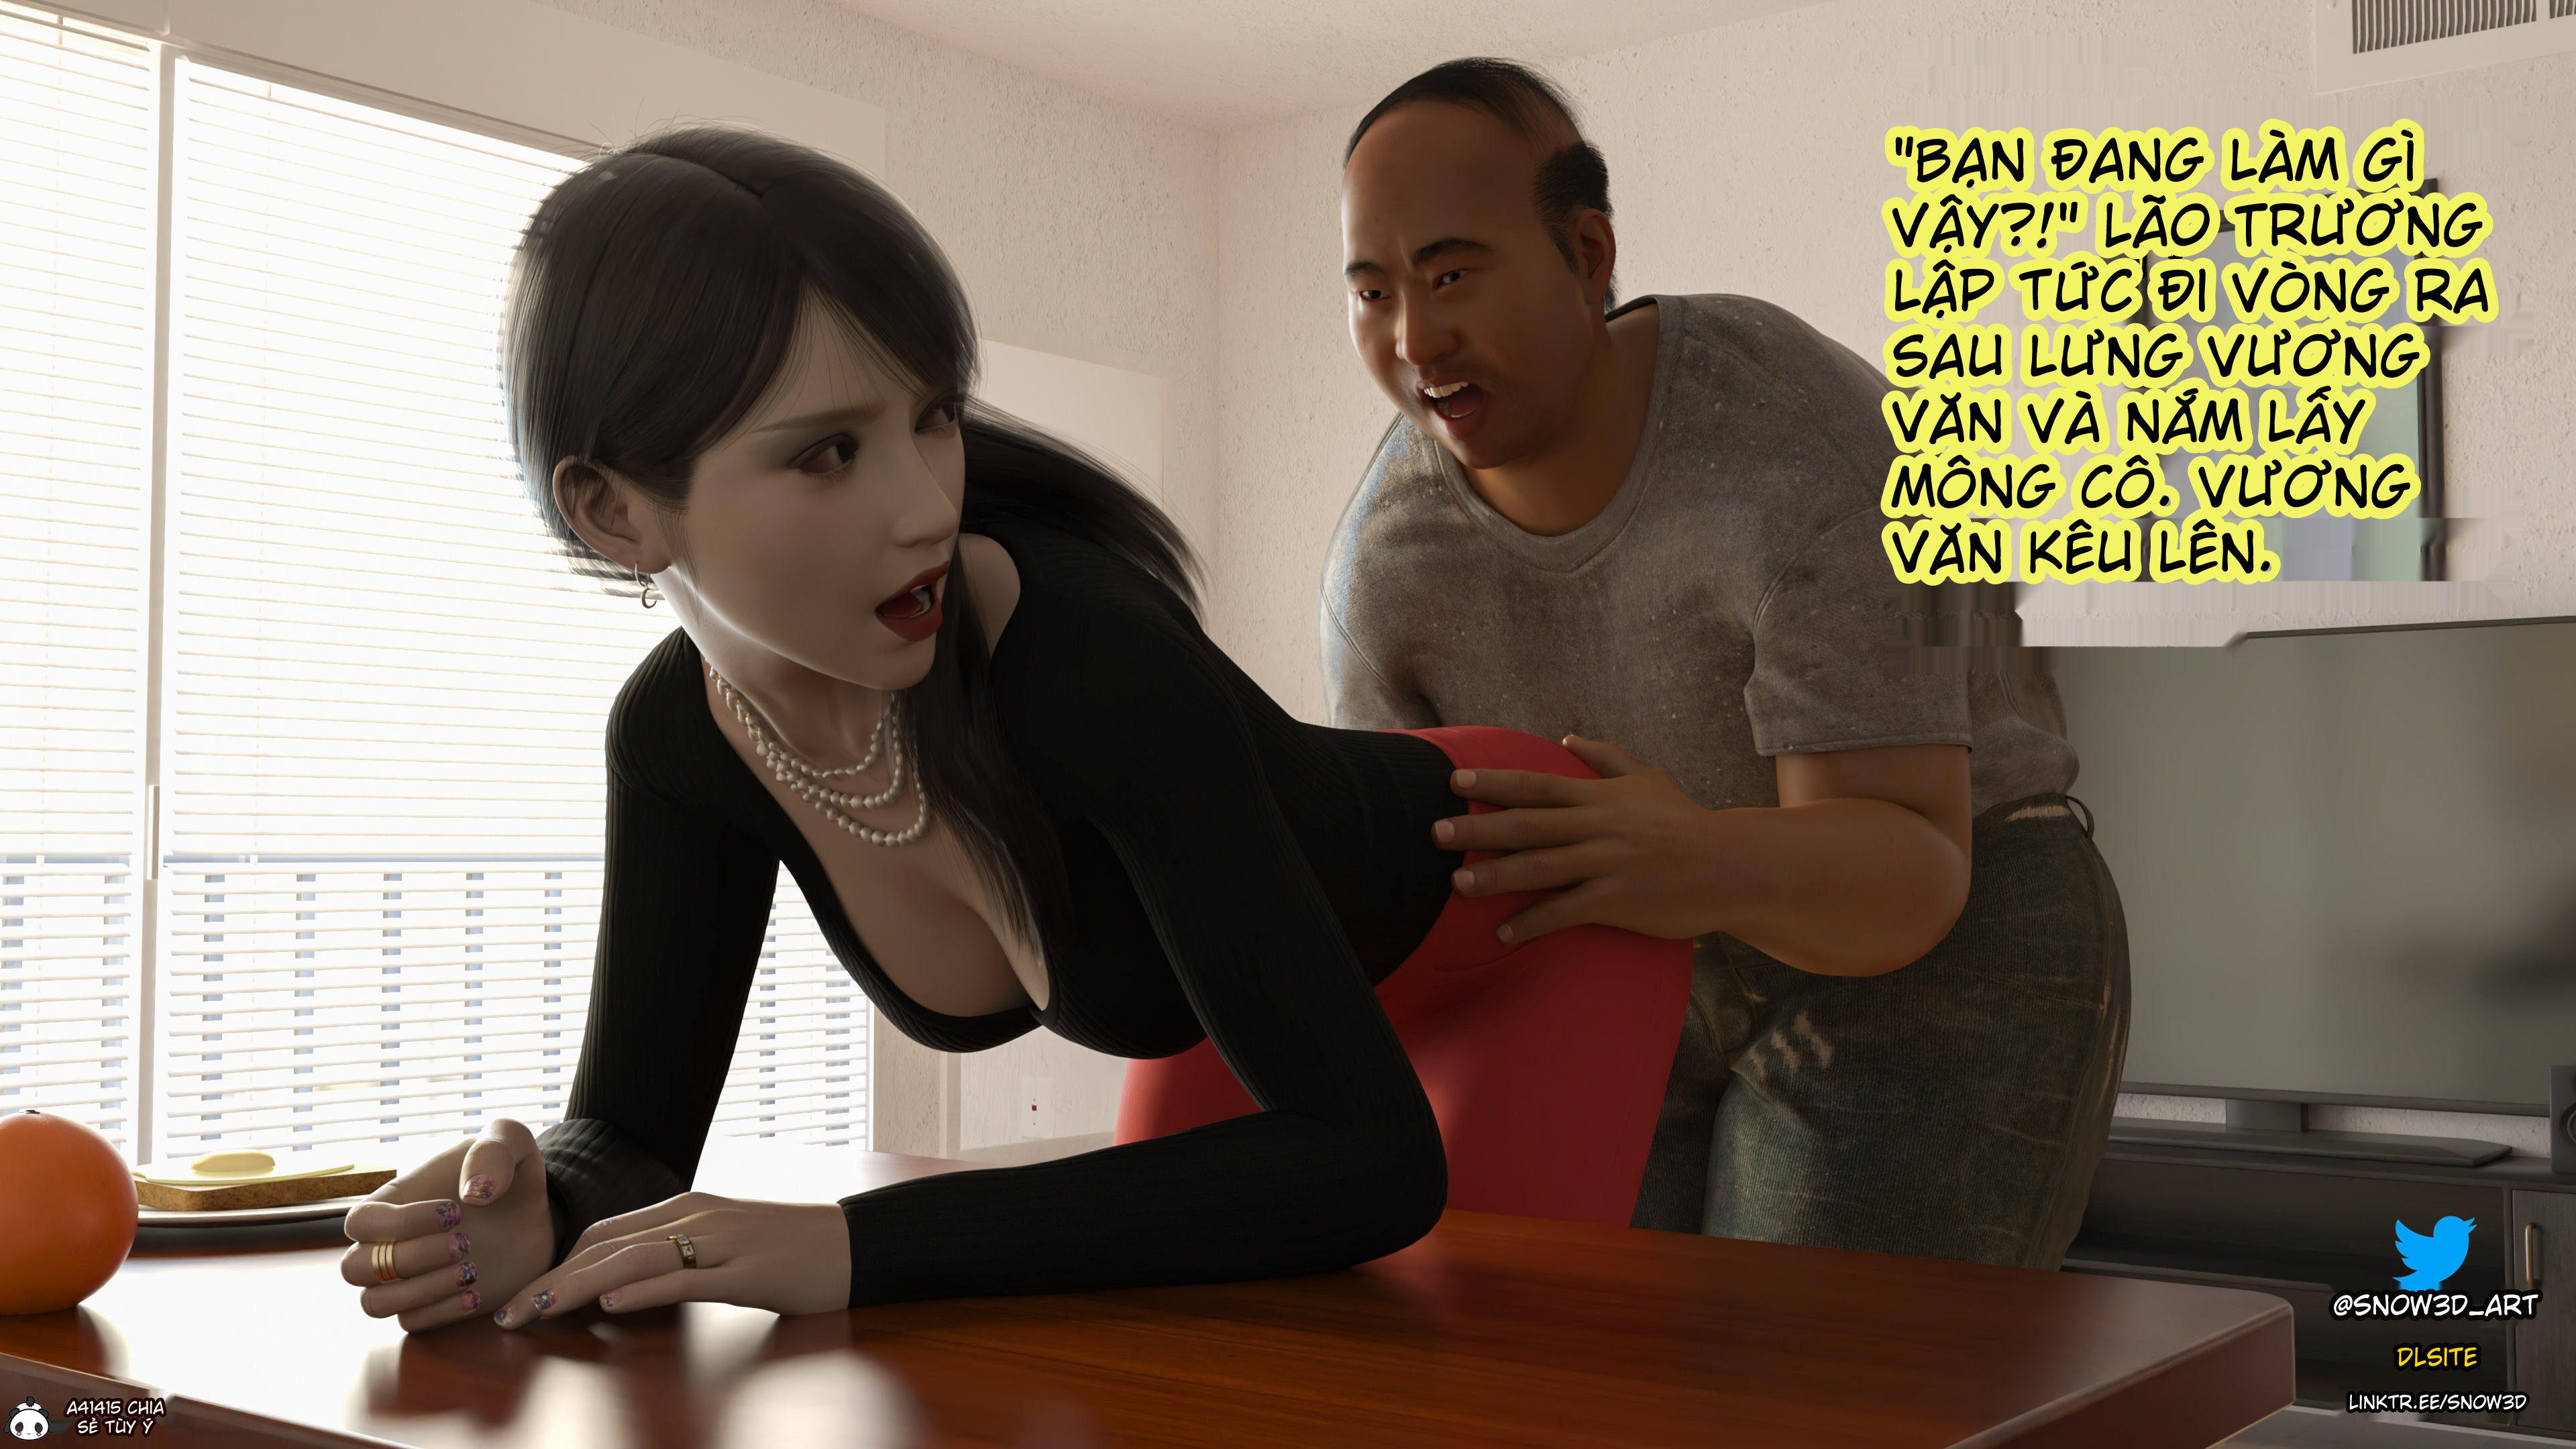 "BẠN ĐANG LÀM GÌ
VẬY?!" LÃO TRƯƠNG
LẬP TỨC ĐI VÒNG RA
SAU LƯNG VƯƠNG
VĂN VÀ NẮM LẤY
MÔNG CÔ. VƯƠNG
VĂN KÊU LÊN.
@SNOW3D_ART
DLSITE
LINKTR.EE/SNOW3D
A41415 CHIA
SẺ TÙY Ý